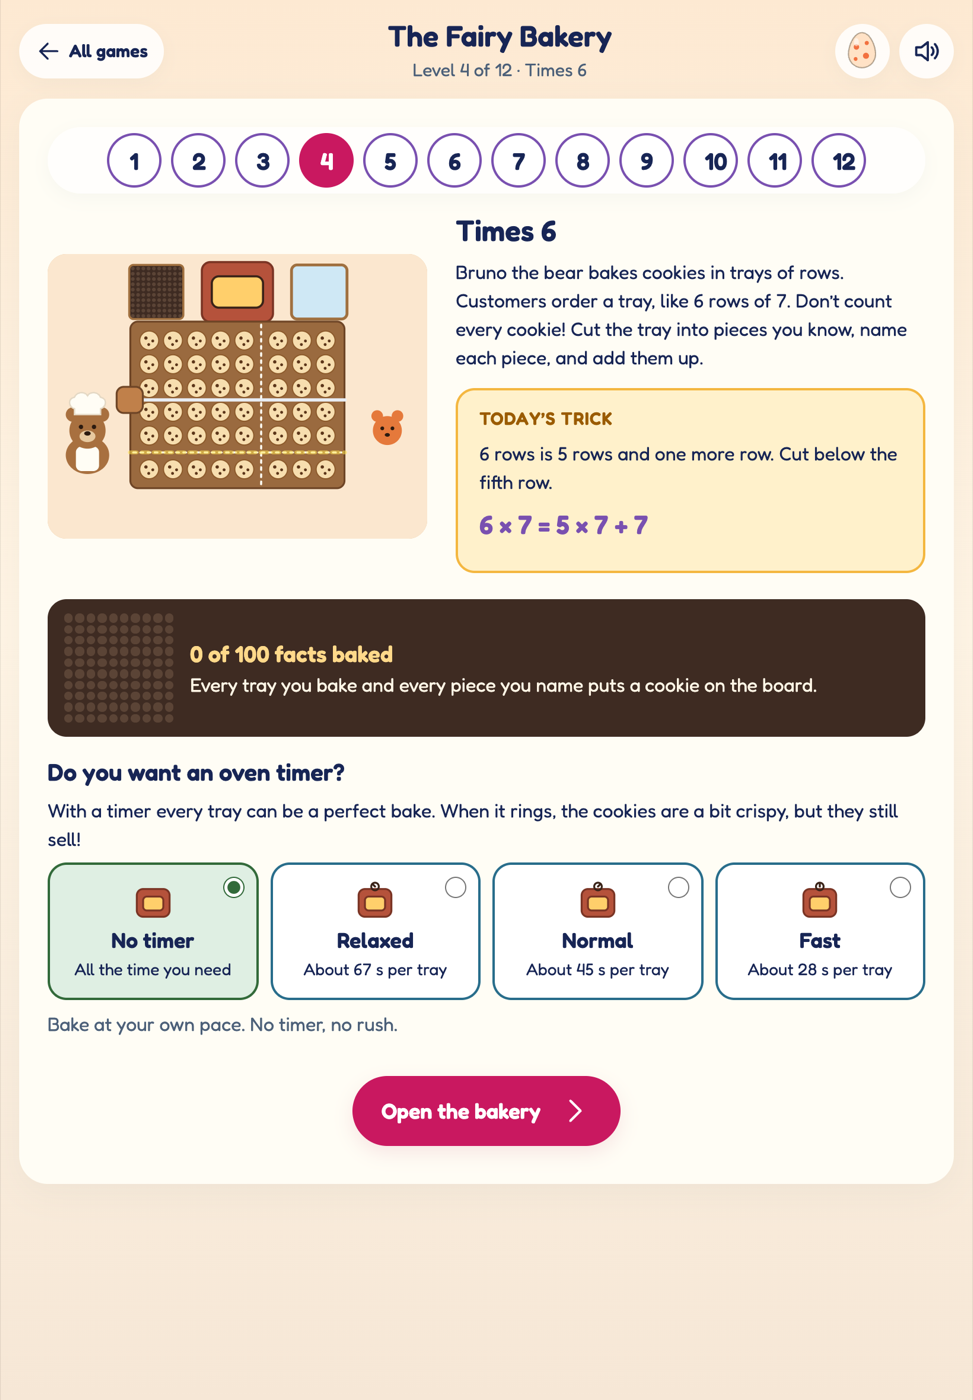 All games
The Fairy Bakery
Level 4 of 12 · Times 6
1 2 3 4 5 6 7 8 9 10 11 12
Times 6
Bruno the bear bakes cookies in trays of rows.
Customers order a tray, like 6 rows of 7. Don’t count
every cookie! Cut the tray into pieces you know, name
each piece, and add them up.
TODAY’S TRICK
6 rows is 5 rows and one more row. Cut below the
fifth row.
6 × 7 = 5 × 7 + 7
0 of 100 facts baked
Every tray you bake and every piece you name puts a cookie on the board.
Do you want an oven timer?
With a timer every tray can be a perfect bake. When it rings, the cookies are a bit crispy, but they still
sell!
No timer
All the time you need
Relaxed
About 67 s per tray
Normal
About 45 s per tray
Fast
About 28 s per tray
Bake at your own pace. No timer, no rush.
Open the bakery